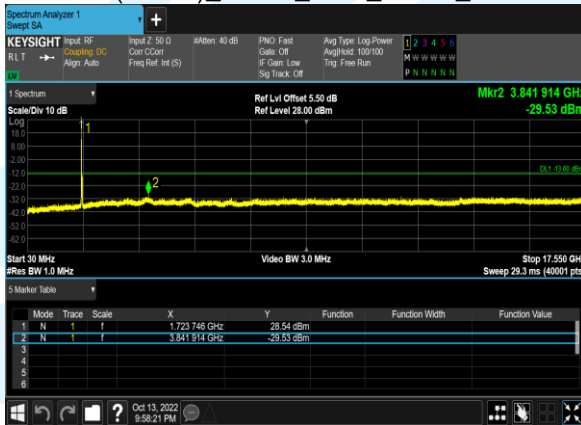 Spectrum Analyzer 1
Swept SA
+
KEYSIGHT Input: RF Input Z: 50 Ω #Atten: 40 dB PNO: Fast Avg Type: Log-Power 1 2 3 4 5 6
RLT Coupling: DC Corr CCorr Gate: Off Avg|Hold: 100/100 M W W W W W
Align: Auto Freq Ref: Int (S) IF Gain: Low Trig: Free Run P N N N N N
Sig Track: Off
1 Spectrum Ref Lvl Offset 5.50 dB Mkr2 3.841 914 GHz
Scale/Div 10 dB Ref Level 28.00 dBm -29.53 dBm
Log
18.0
8.00
-2.00
-12.0
-22.0
-32.0
-42.0
-52.0
-62.0
1
2
DL1 -13.00 dBm
Start 30 MHz Video BW 3.0 MHz Stop 17.550 GHz
#Res BW 1.0 MHz Sweep 29.3 ms (40001 pts)
5 Marker Table
Mode Trace Scale X Y Function Function Width Function Value
1 N 1 f 1.723 746 GHz 28.54 dBm
2 N 1 f 3.841 914 GHz -29.53 dBm
3
4
5
6
? Oct 13, 2022
9:58:21 PM